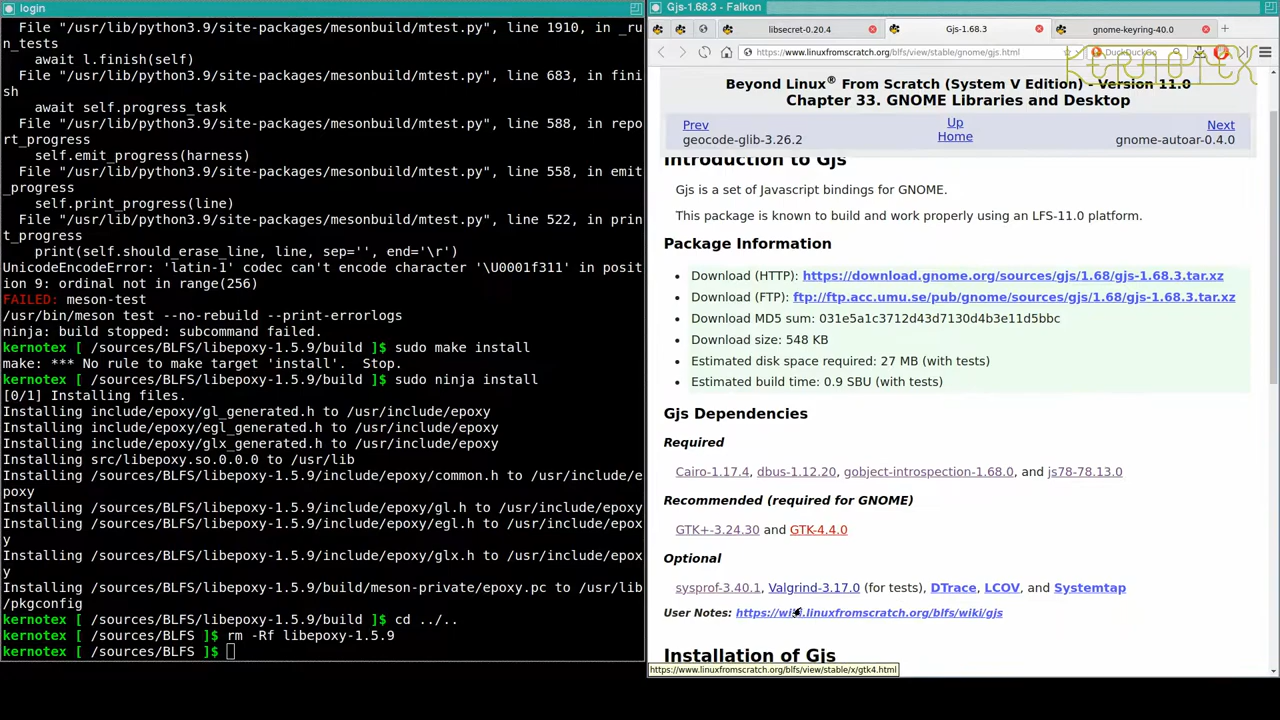 login
File "/usr/lib/python3.9/site-packages/mesonbuild/mtest.py", line 1910, in _ru
n_tests
await l.finish(self)
File "/usr/lib/python3.9/site-packages/mesonbuild/mtest.py", line 683, in fini
sh
await self.progress_task
File "/usr/lib/python3.9/site-packages/mesonbuild/mtest.py", line 588, in repo
rt_progress
self.emit_progress(harness)
File "/usr/lib/python3.9/site-packages/mesonbuild/mtest.py", line 558, in emit
_progress
self.print_progress(line)
File "/usr/lib/python3.9/site-packages/mesonbuild/mtest.py", line 522, in prin
t_progress
print(self.should_erase_line, line, sep='', end='\r')
UnicodeEncodeError: 'latin-1' codec can't encode character '\U0001f311' in posit
ion 9: ordinal not in range(256)
FAILED: meson-test
/usr/bin/meson test --no-rebuild --print-errorlogs
ninja: build stopped: subcommand failed.
kernotex [ /sources/BLFS/libepoxy-1.5.9/build ]$ sudo make install
make: *** No rule to make target 'install'.  Stop.
kernotex [ /sources/BLFS/libepoxy-1.5.9/build ]$ sudo ninja install
[0/1] Installing files.
Installing include/epoxy/gl_generated.h to /usr/include/epoxy
Installing include/epoxy/egl_generated.h to /usr/include/epoxy
Installing include/epoxy/glx_generated.h to /usr/include/epoxy
Installing src/libepoxy.so.0.0.0 to /usr/lib
Installing /sources/BLFS/libepoxy-1.5.9/include/epoxy/common.h to /usr/include/e
poxy
Installing /sources/BLFS/libepoxy-1.5.9/include/epoxy/gl.h to /usr/include/epoxy
Installing /sources/BLFS/libepoxy-1.5.9/include/epoxy/egl.h to /usr/include/epox
y
Installing /sources/BLFS/libepoxy-1.5.9/include/epoxy/glx.h to /usr/include/epox
y
Installing /sources/BLFS/libepoxy-1.5.9/build/meson-private/epoxy.pc to /usr/lib
/pkgconfig
kernotex [ /sources/BLFS/libepoxy-1.5.9/build ]$ cd ../..
kernotex [ /sources/BLFS ]$ rm -Rf libepoxy-1.5.9
kernotex [ /sources/BLFS ]$
Gjs-1.68.3 - Falkon
libsecret-0.20.4
Gjs-1.68.3
gnome-keyring-40.0
https://www.linuxfromscratch.org/blfs/view/stable/gnome/gjs.html
DuckDuckGo
KERNOTEX
Beyond Linux® From Scratch (System V Edition) - Version 11.0
Chapter 33. GNOME Libraries and Desktop
Prev
Up
Next
geocode-glib-3.26.2
Home
gnome-autoar-0.4.0
Introduction to Gjs
Gjs is a set of Javascript bindings for GNOME.
This package is known to build and work properly using an LFS-11.0 platform.
Package Information
Download (HTTP): https://download.gnome.org/sources/gjs/1.68/gjs-1.68.3.tar.xz
Download (FTP): ftp://ftp.acc.umu.se/pub/gnome/sources/gjs/1.68/gjs-1.68.3.tar.xz
Download MD5 sum: 031e5a1c3712d43d7130d4b3e11d5bbc
Download size: 548 KB
Estimated disk space required: 27 MB (with tests)
Estimated build time: 0.9 SBU (with tests)
Gjs Dependencies
Required
Cairo-1.17.4, dbus-1.12.20, gobject-introspection-1.68.0, and js78-78.13.0
Recommended (required for GNOME)
GTK+-3.24.30 and GTK-4.4.0
Optional
sysprof-3.40.1, Valgrind-3.17.0 (for tests), DTrace, LCOV, and Systemtap
User Notes: https://wiki.linuxfromscratch.org/blfs/wiki/gjs
Installation of Gjs
https://www.linuxfromscratch.org/blfs/view/stable/x/gtk4.html